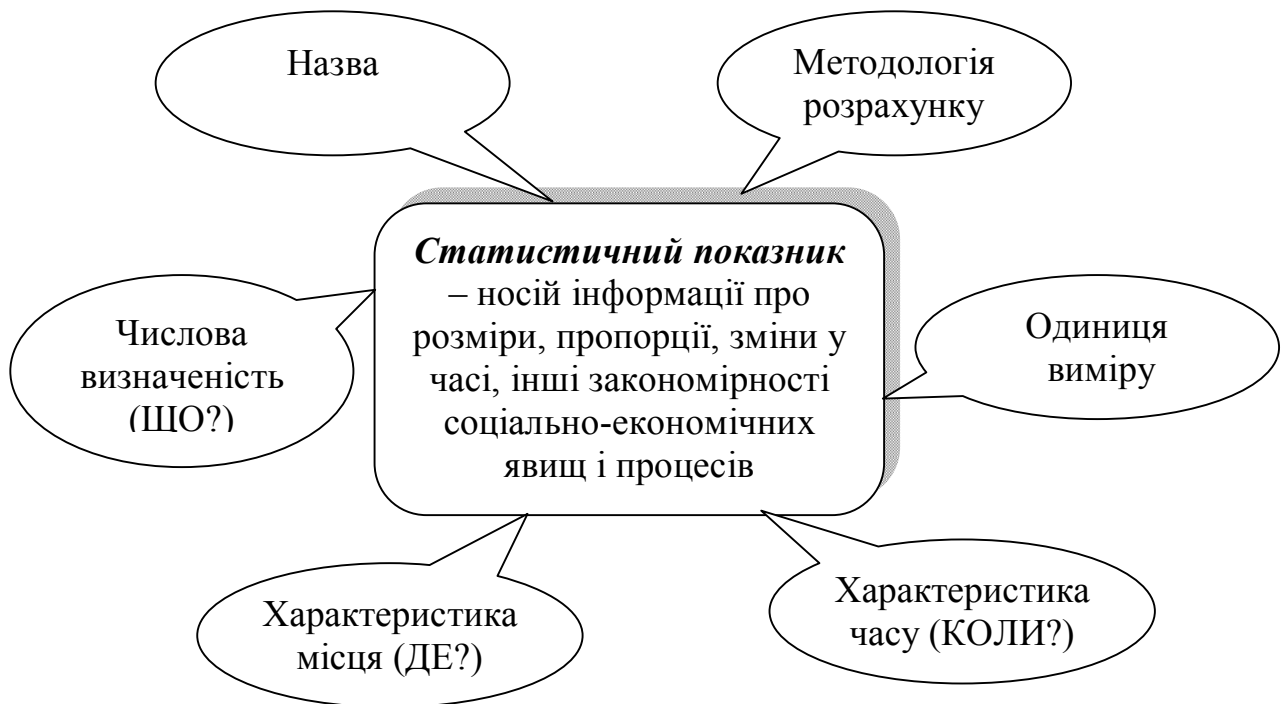 Назва
Методологія
розрахунку
Статистичний показник
– носій інформації про
розміри, пропорції, зміни у
часі, інші закономірності
соціально-економічних
явищ і процесів
Числова
визначеність
(ЩО?)
Одиниця
виміру
Характеристика
місця (ДЕ?)
Характеристика
часу (КОЛИ?)